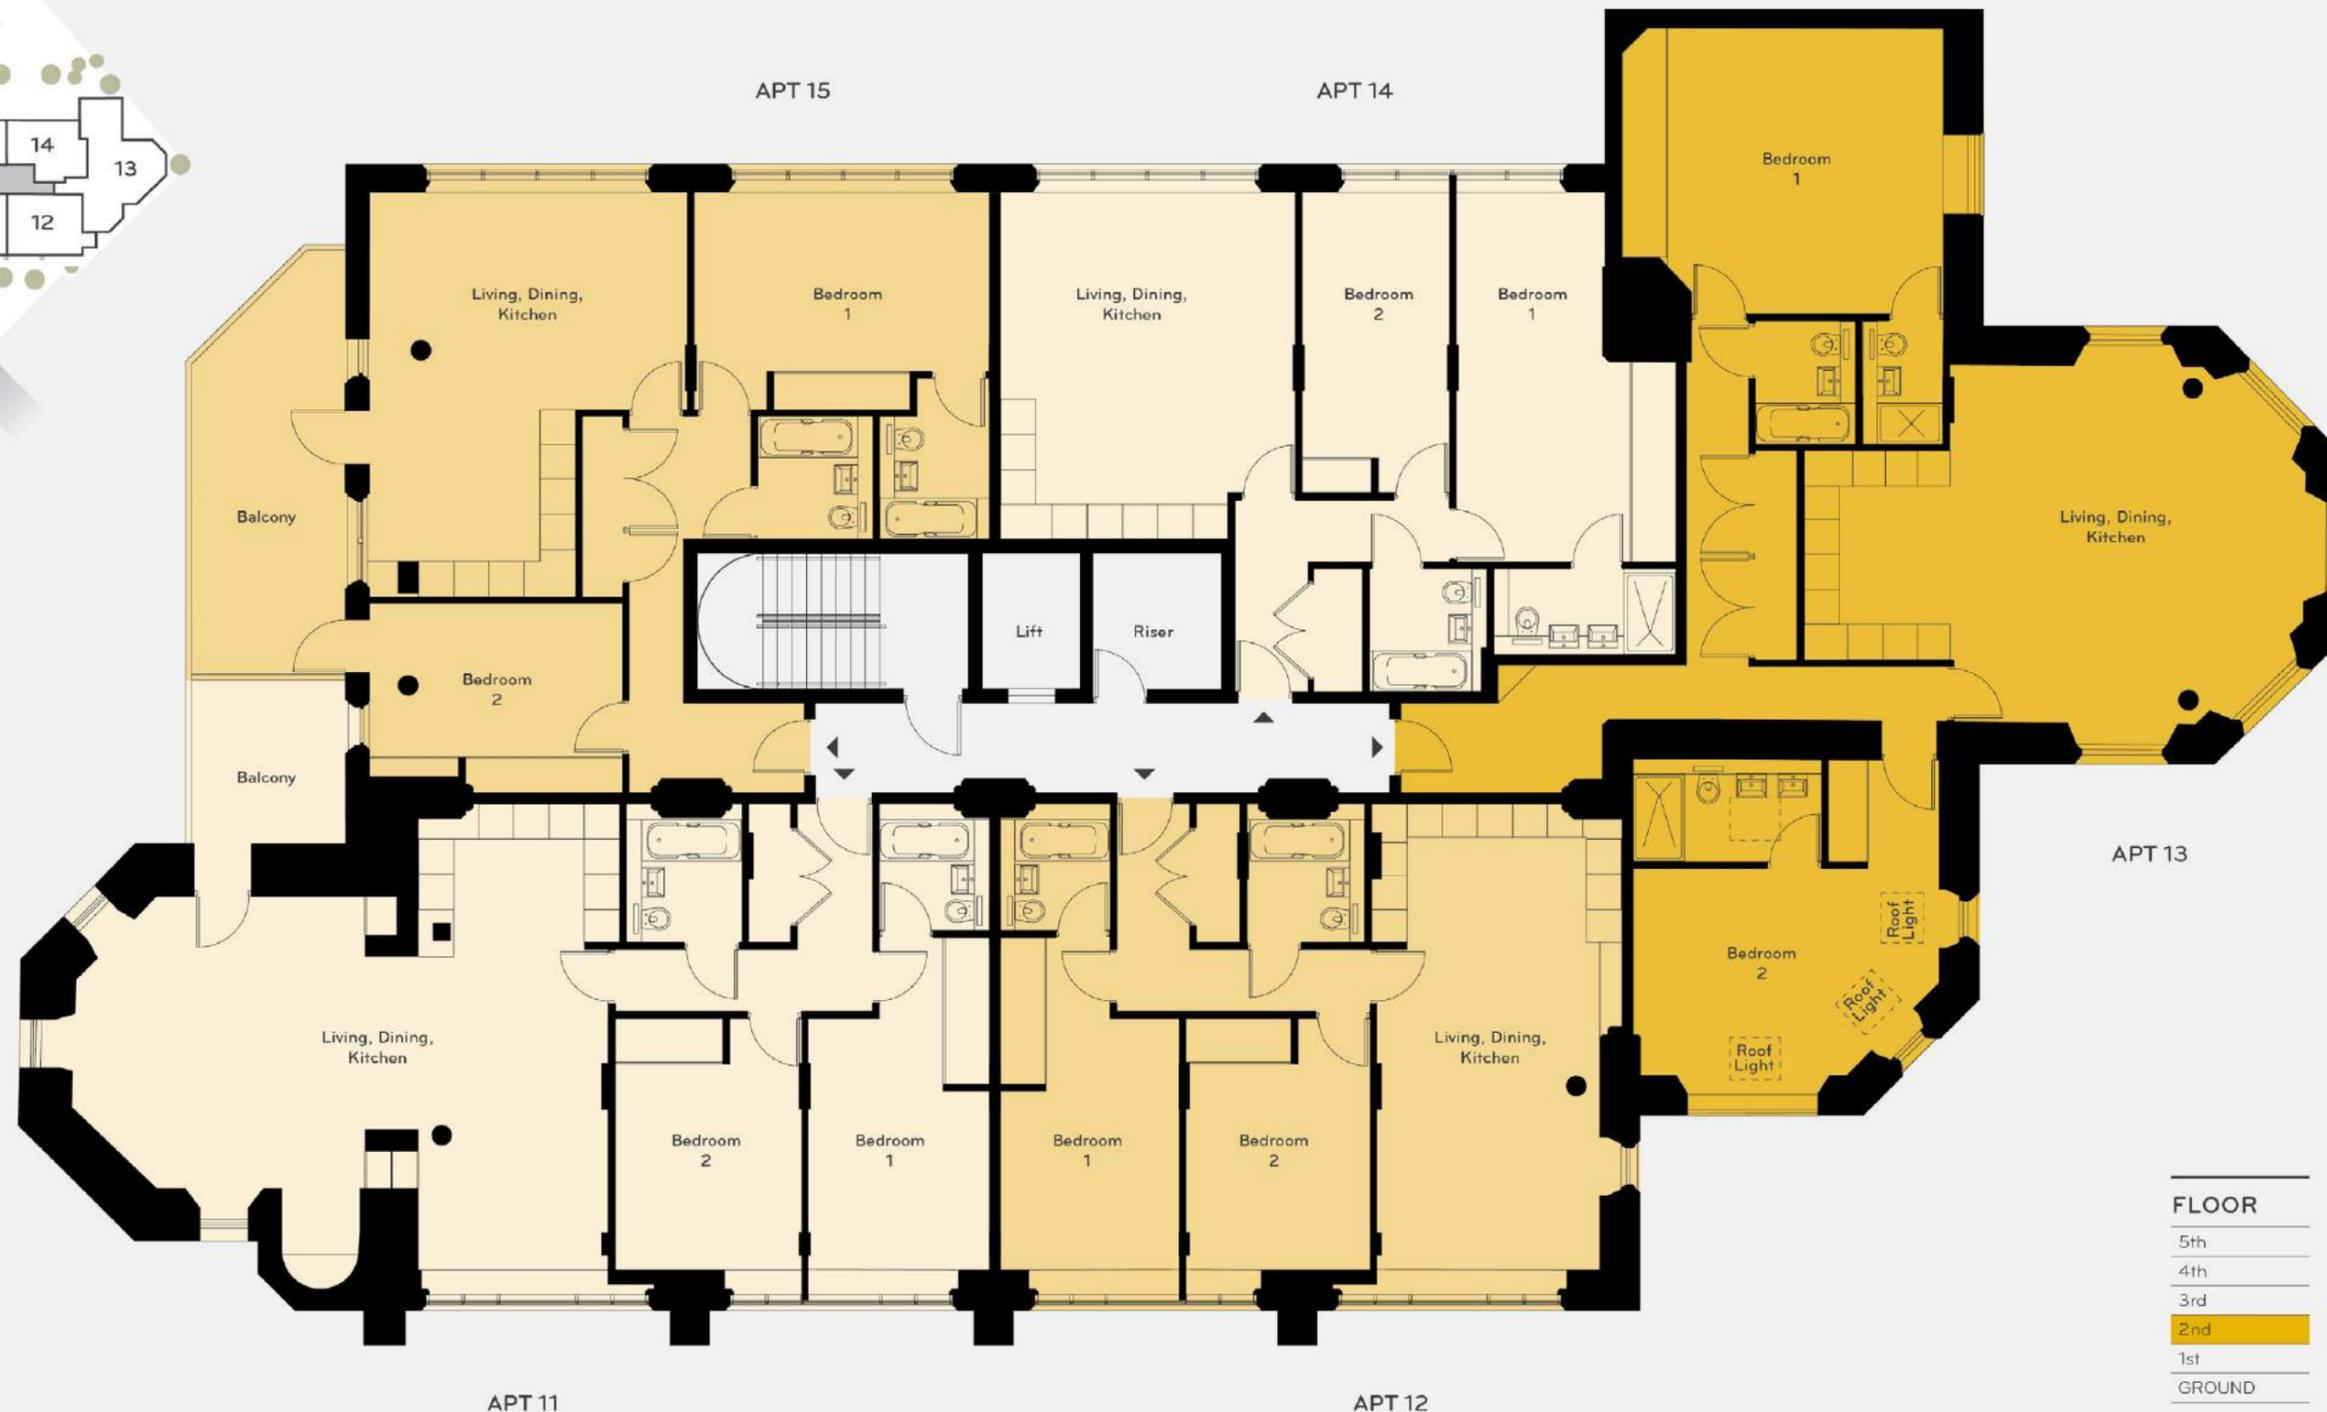 APT 15
APT 14
14
13
12
Bedroom
1
Living, Dining,
Kitchen
Bedroom
1
Living, Dining,
Kitchen
Bedroom
2
Bedroom
1
Balcony
Living, Dining,
Kitchen
Lift
Riser
Bedroom
2
Balcony
APT 13
Roof
Light
Bedroom
2
Roof
Light
Living, Dining,
Kitchen
Living, Dining,
Kitchen
Roof
Light
Bedroom
2
Bedroom
1
Bedroom
1
Bedroom
2
FLOOR
5th
4th
3rd
2nd
1st
GROUND
APT 11
APT 12